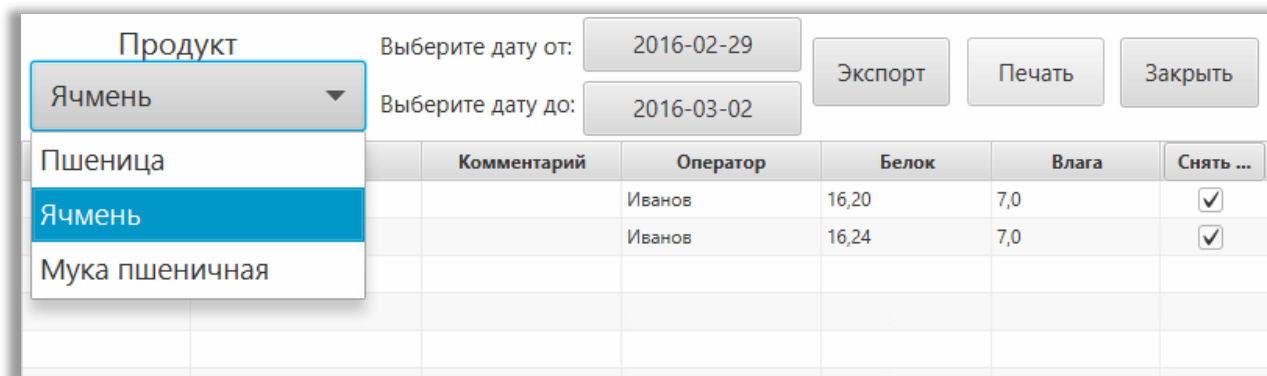 Продукт
Выберите дату от:
2016-02-29
Экспорт
Печать
Закрыть
Ячмень
Выберите дату до:
2016-03-02
Пшеница
Ячмень
Мука пшеничная
Комментарий Оператор Белок Влага Снять ...
Иванов 16,20 7,0
Иванов 16,24 7,0